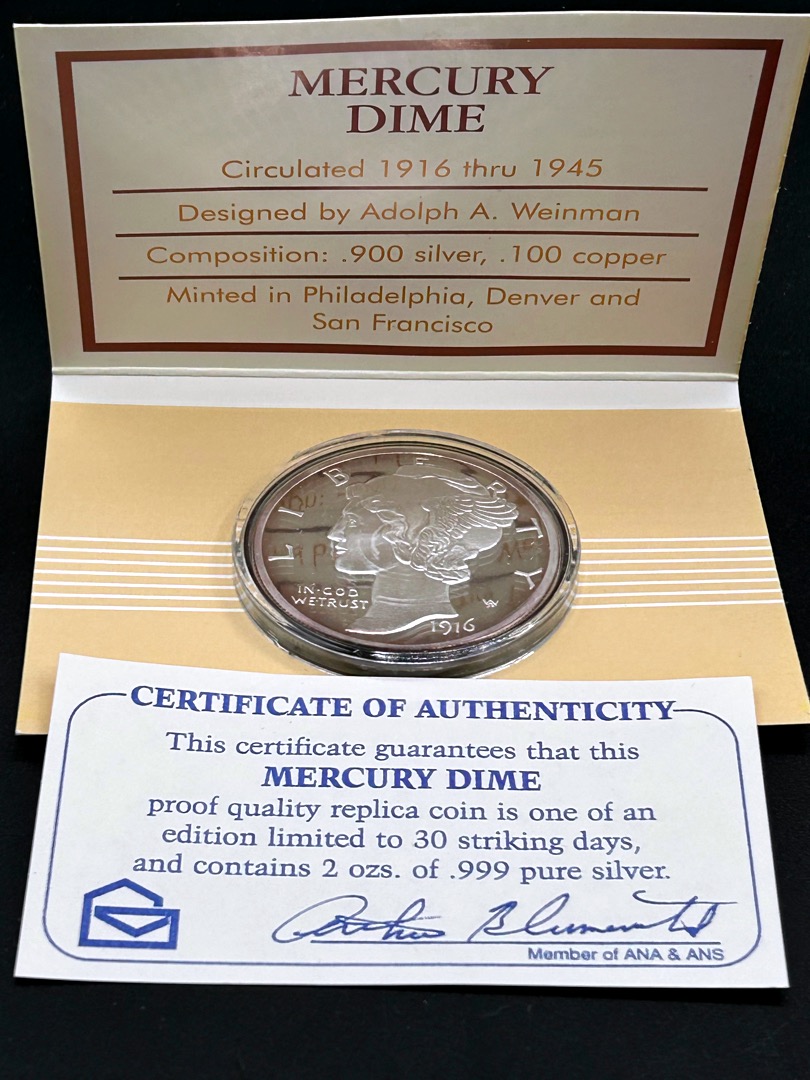 MERCURY
DIME
Circulated 1916 thru 1945
Designed by Adolph A. Weinman
Composition: .900 silver, .100 copper
Minted in Philadelphia, Denver and
San Francisco
LIBERTY
IN·GOD
WE TRUST
1916
CERTIFICATE OF AUTHENTICITY
This certificate guarantees that this
MERCURY DIME
proof quality replica coin is one of an
edition limited to 30 striking days,
and contains 2 ozs. of .999 pure silver.
Member of ANA & ANS